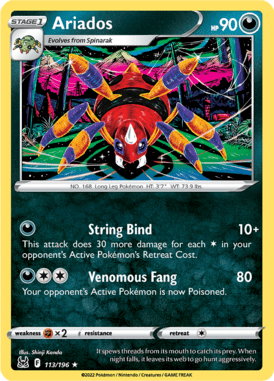 STAGE 1 Ariados HP 90
Evolves from Spinarak
NO. 168 Long Leg Pokémon HT: 3'7" WT: 73.9 lbs.
String Bind 10+
This attack does 30 more damage for each in your
opponent's Active Pokémon's Retreat Cost.
Venomous Fang 80
Your opponent's Active Pokémon is now Poisoned.
weakness ×2 resistance retreat
Illus. Shinji Kanda
It spews threads from its mouth to catch its prey. When
night falls, it leaves its web to go hunt aggressively.
F 113/196 ★
©2022 Pokémon / Nintendo / Creatures / GAME FREAK